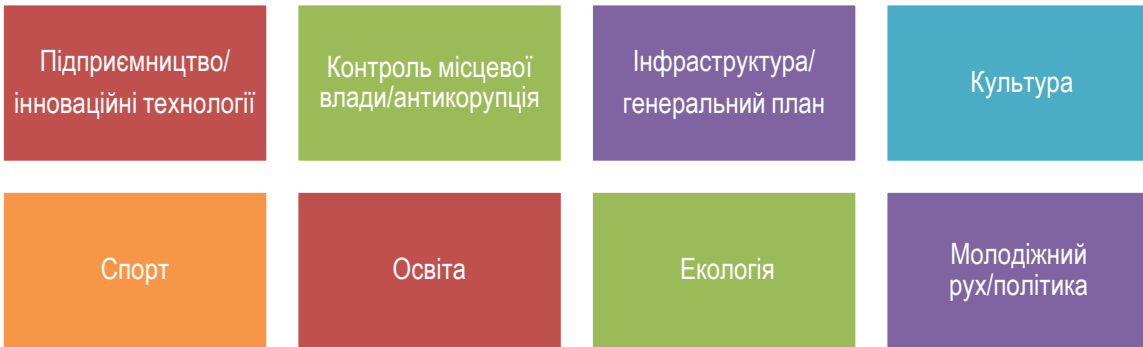 Підприємництво/
інноваційні технології
Контроль місцевої
влади/антикорупція
Інфраструктура/
генеральний план
Культура
Спорт
Освіта
Екологія
Молодіжний
рух/політика